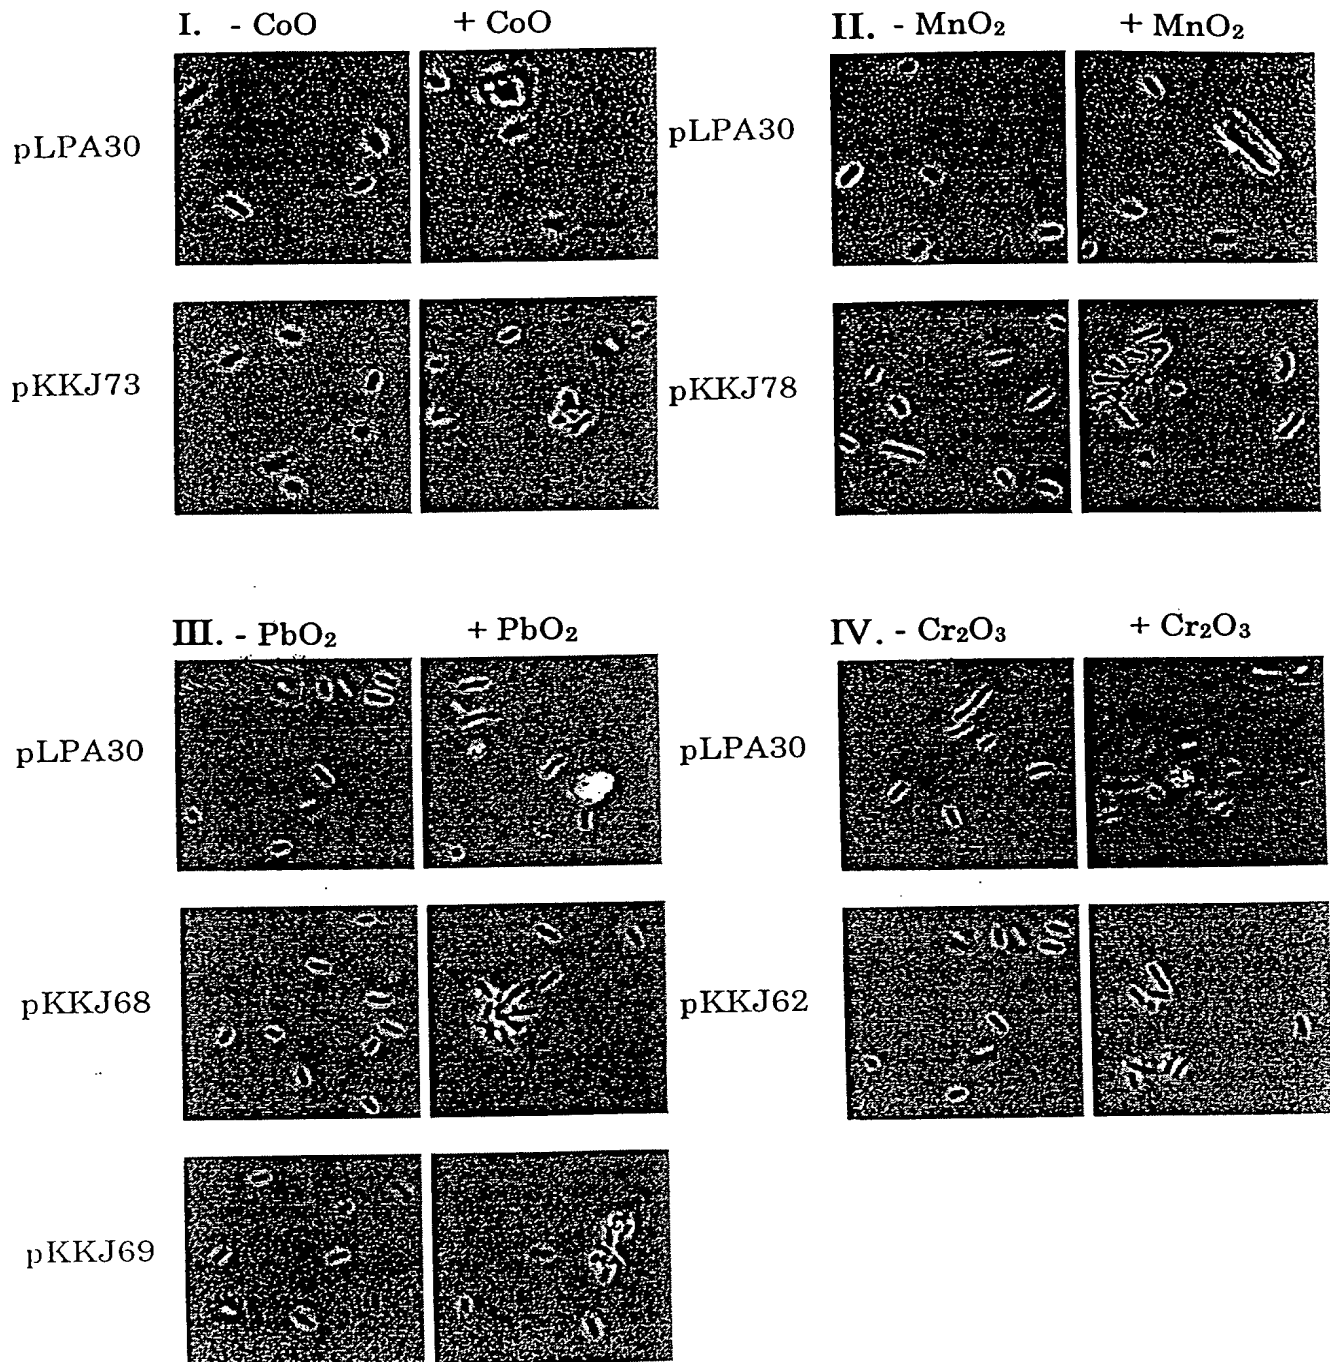 I. - CoO + CoO
II. - MnO₂ + MnO₂
pLPA30
pLPA30
pKKJ73
pKKJ78
III. - PbO₂ + PbO₂
IV. - Cr₂O₃ + Cr₂O₃
pLPA30
pLPA30
pKKJ68
pKKJ62
pKKJ69